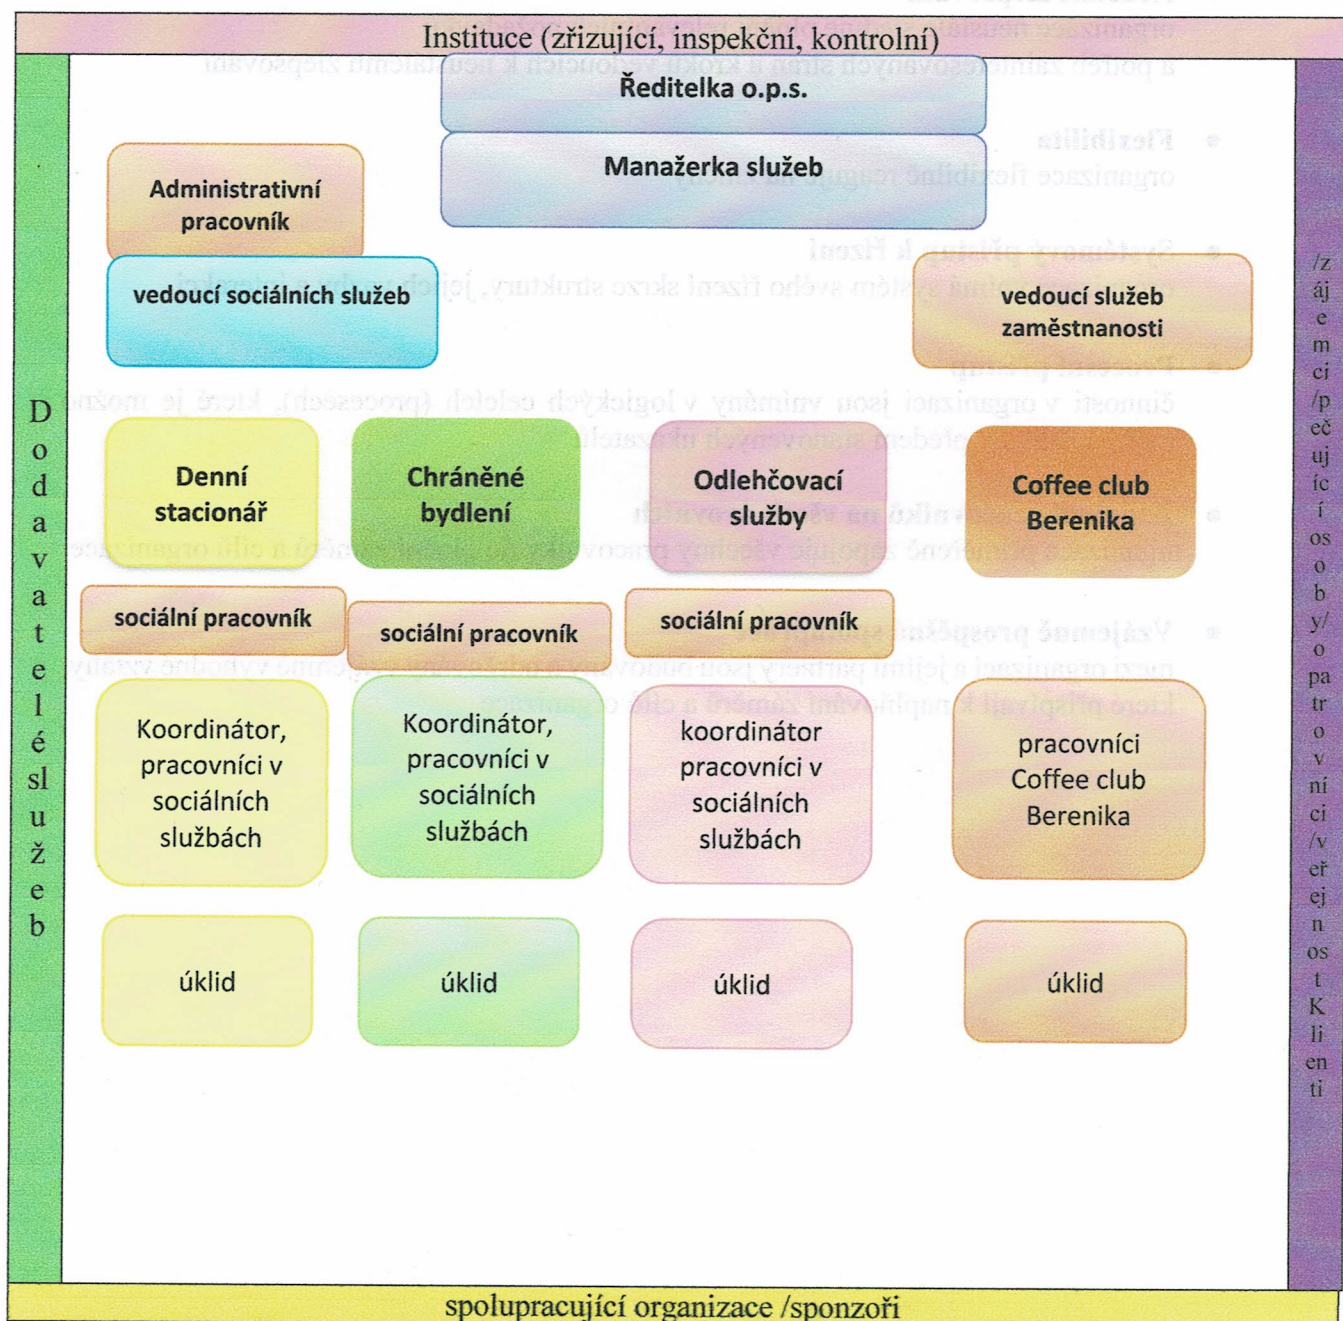 Instituce (zřizující, inspekční, kontrolní)
Ředitelka o.p.s.
Manažerka služeb
Administrativní
pracovník
vedoucí sociálních služeb
vedoucí služeb
zaměstnanosti
Dodavatelé služeb
Denní
stacionář
Chráněné
bydlení
Odlehčovací
služby
Coffee club
Berenika
sociální pracovník
sociální pracovník
sociální pracovník
Koordinátor,
pracovníci v
sociálních
službách
Koordinátor,
pracovníci v
sociálních
službách
koordinátor
pracovníci v
sociálních
službách
pracovníci
Coffee club
Berenika
úklid
úklid
úklid
úklid
/zájemci/pečující osoby/opatrovníci/veřejnost Klienti
spolupracující organizace /sponzoři